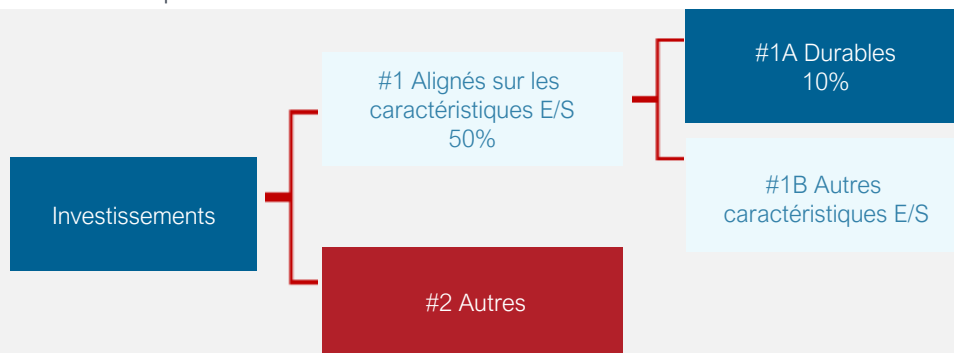 #1A Durables
10%
#1 Alignés sur les
caractéristiques E/S
50%
#1B Autres
caractéristiques E/S
Investissements
#2 Autres